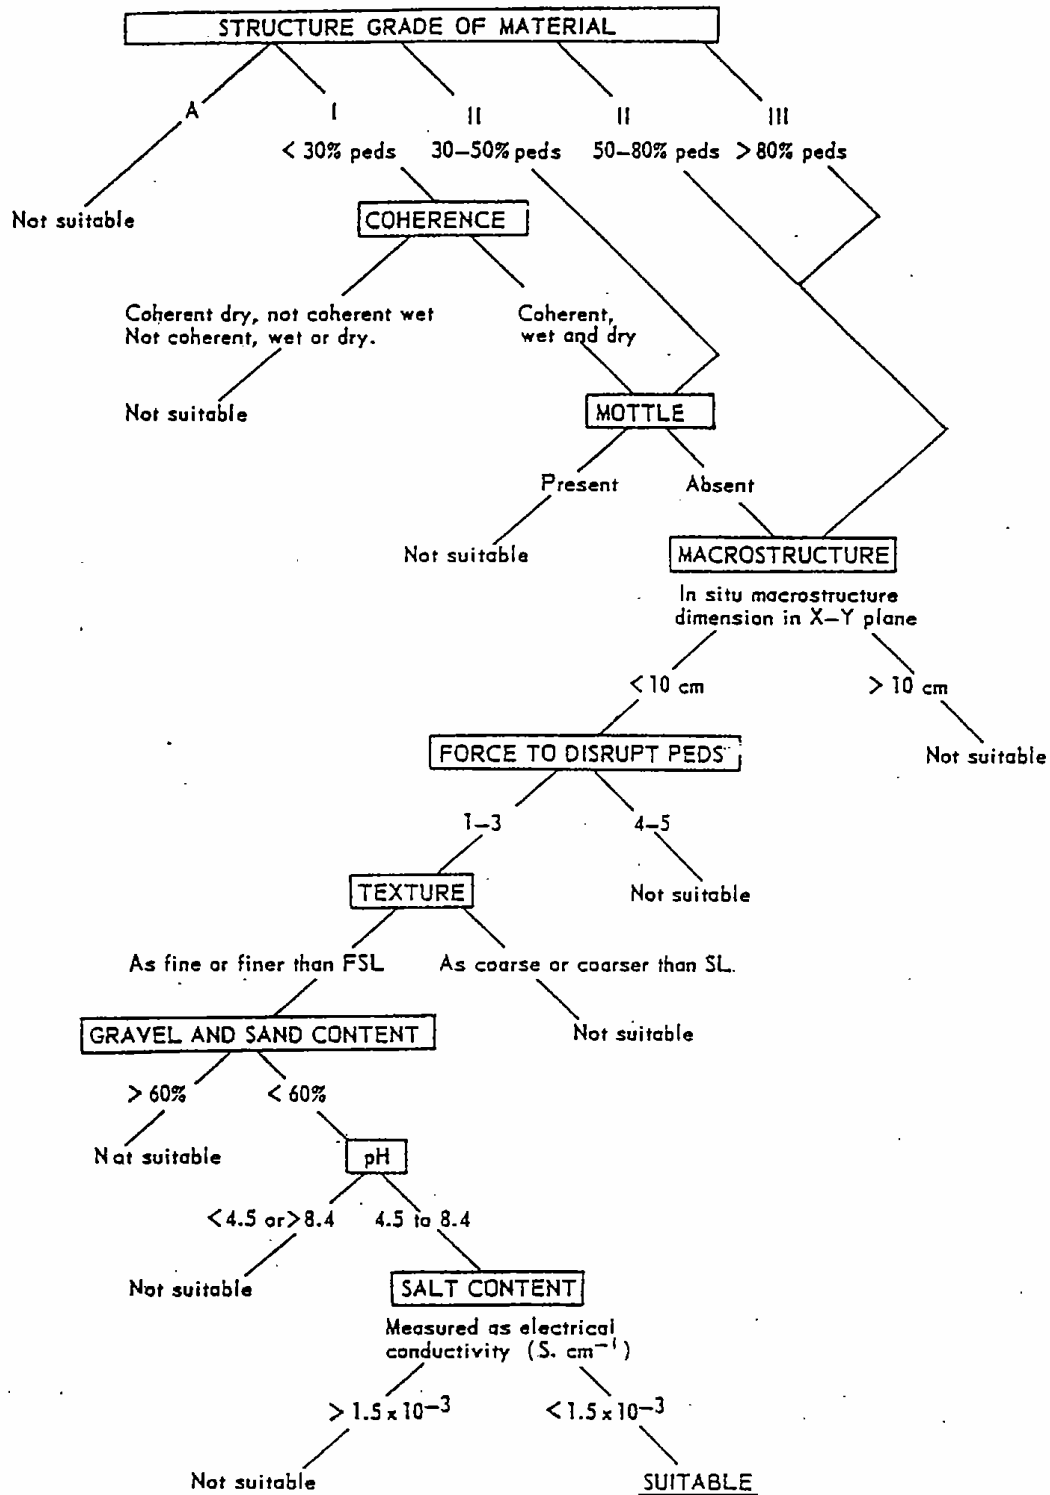 STRUCTURE GRADE OF MATERIAL
A I II II III
< 30% peds 30–50% peds 50–80% peds > 80% peds
Not suitable
COHERENCE
Coherent dry, not coherent wet
Not coherent, wet or dry.
Coherent,
wet and dry
Not suitable
MOTTLE
Present Absent
Not suitable
MACROSTRUCTURE
In situ macrostructure
dimension in X–Y plane
< 10 cm > 10 cm
Not suitable
FORCE TO DISRUPT PEDS
1–3 4–5
Not suitable
TEXTURE
As fine or finer than FSL As coarse or coarser than SL.
Not suitable
GRAVEL AND SAND CONTENT
> 60% < 60%
Not suitable
pH
<4.5 or >8.4 4.5 to 8.4
Not suitable
SALT CONTENT
Measured as electrical
conductivity (S. cm⁻¹)
> 1.5 x 10⁻³ < 1.5 x 10⁻³
Not suitable
SUITABLE